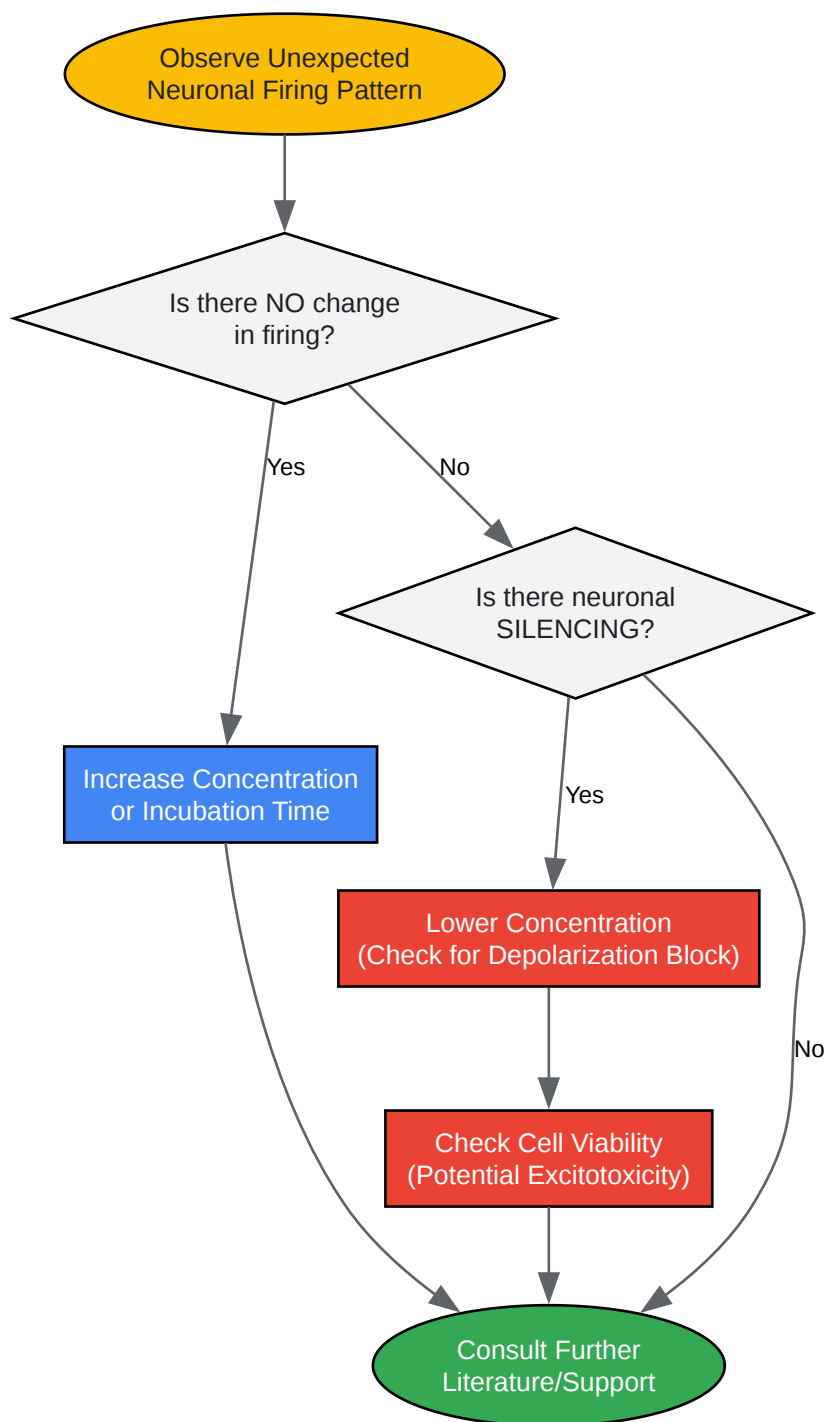 Observe Unexpected
Neuronal Firing Pattern
Is there NO change
in firing?
Yes
No
Is there neuronal
SILENCING?
Increase Concentration
or Incubation Time
Yes
Lower Concentration
(Check for Depolarization Block)
No
Check Cell Viability
(Potential Excitotoxicity)
Consult Further
Literature/Support